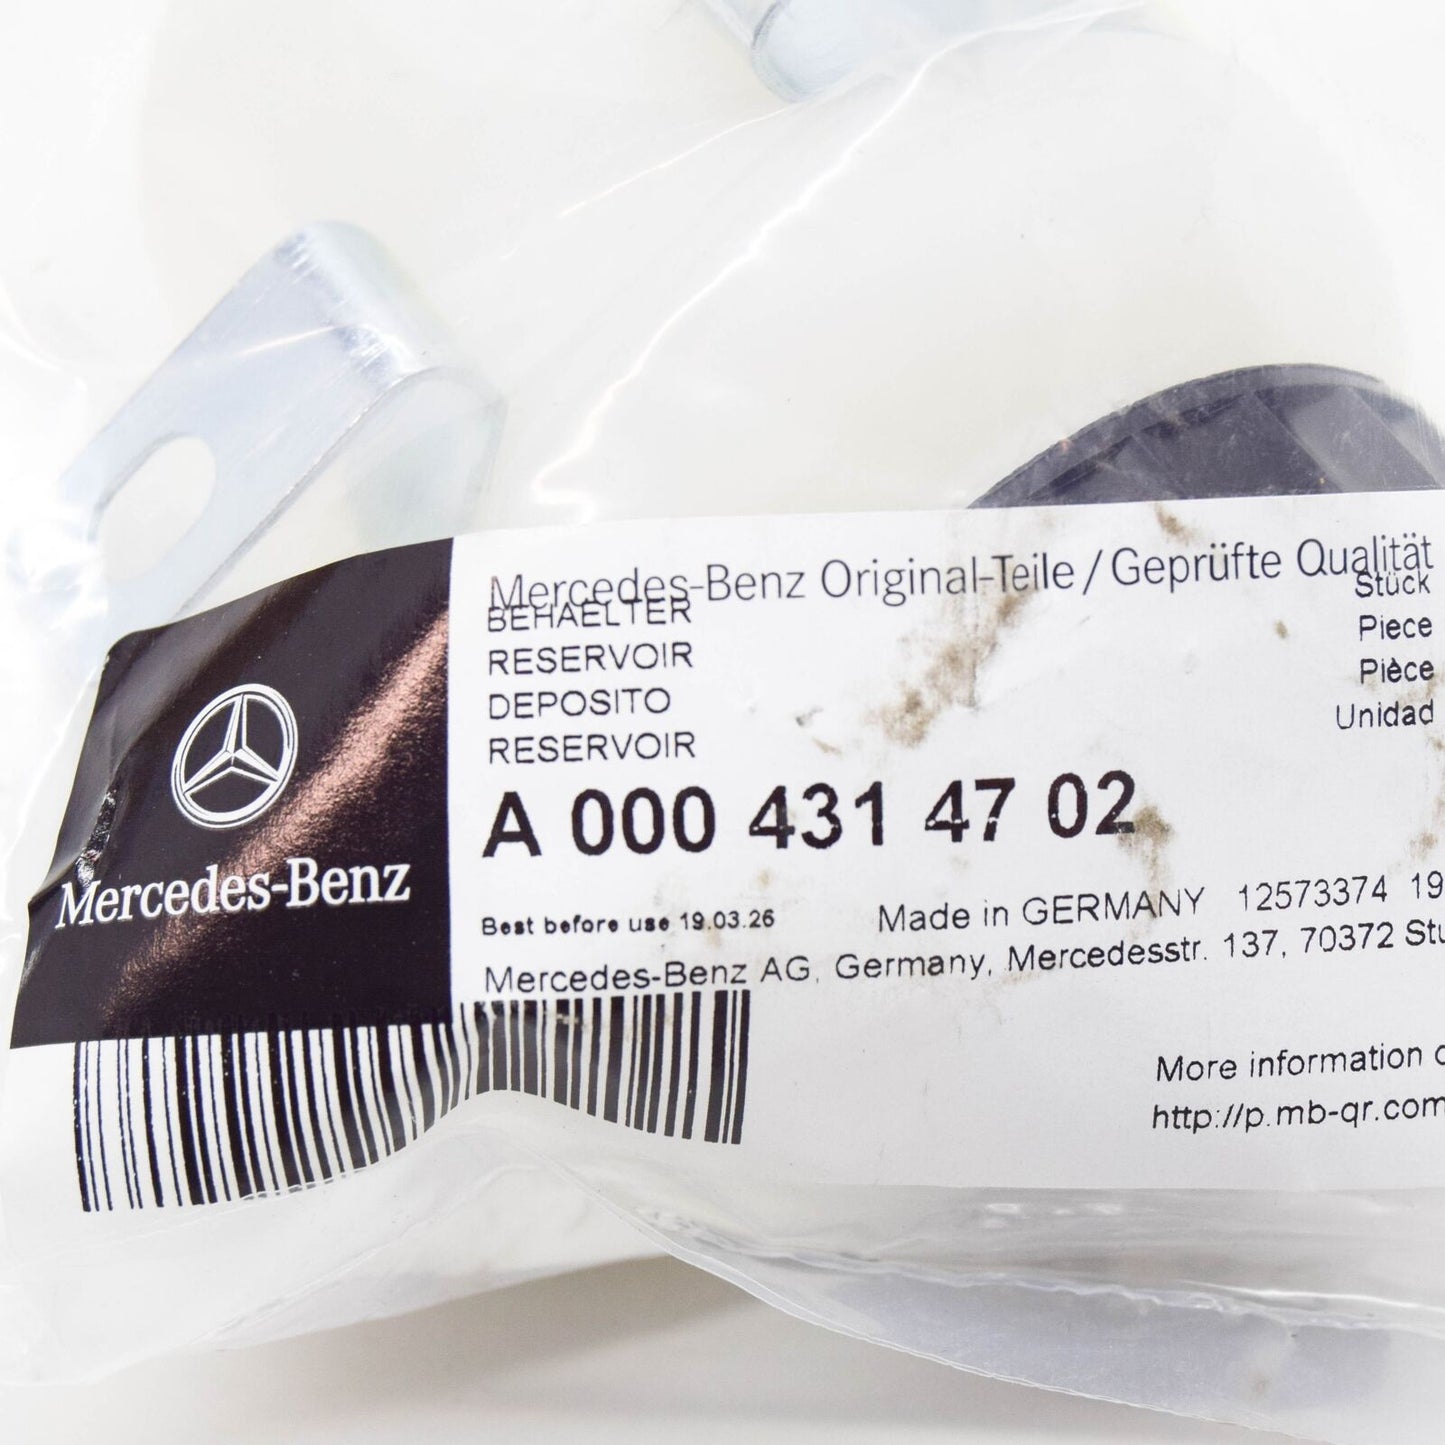 Mercedes-Benz
Mercedes-Benz Original-Teile / Geprüfte Qualität
BEHAELTER Stück
RESERVOIR Piece
DEPOSITO Pièce
RESERVOIR Unidad
A 000 431 47 02
Best before use 19.03.26 Made in GERMANY 12573374 19
Mercedes-Benz AG, Germany, Mercedesstr. 137, 70372
More information
http://p.mb-qr.com